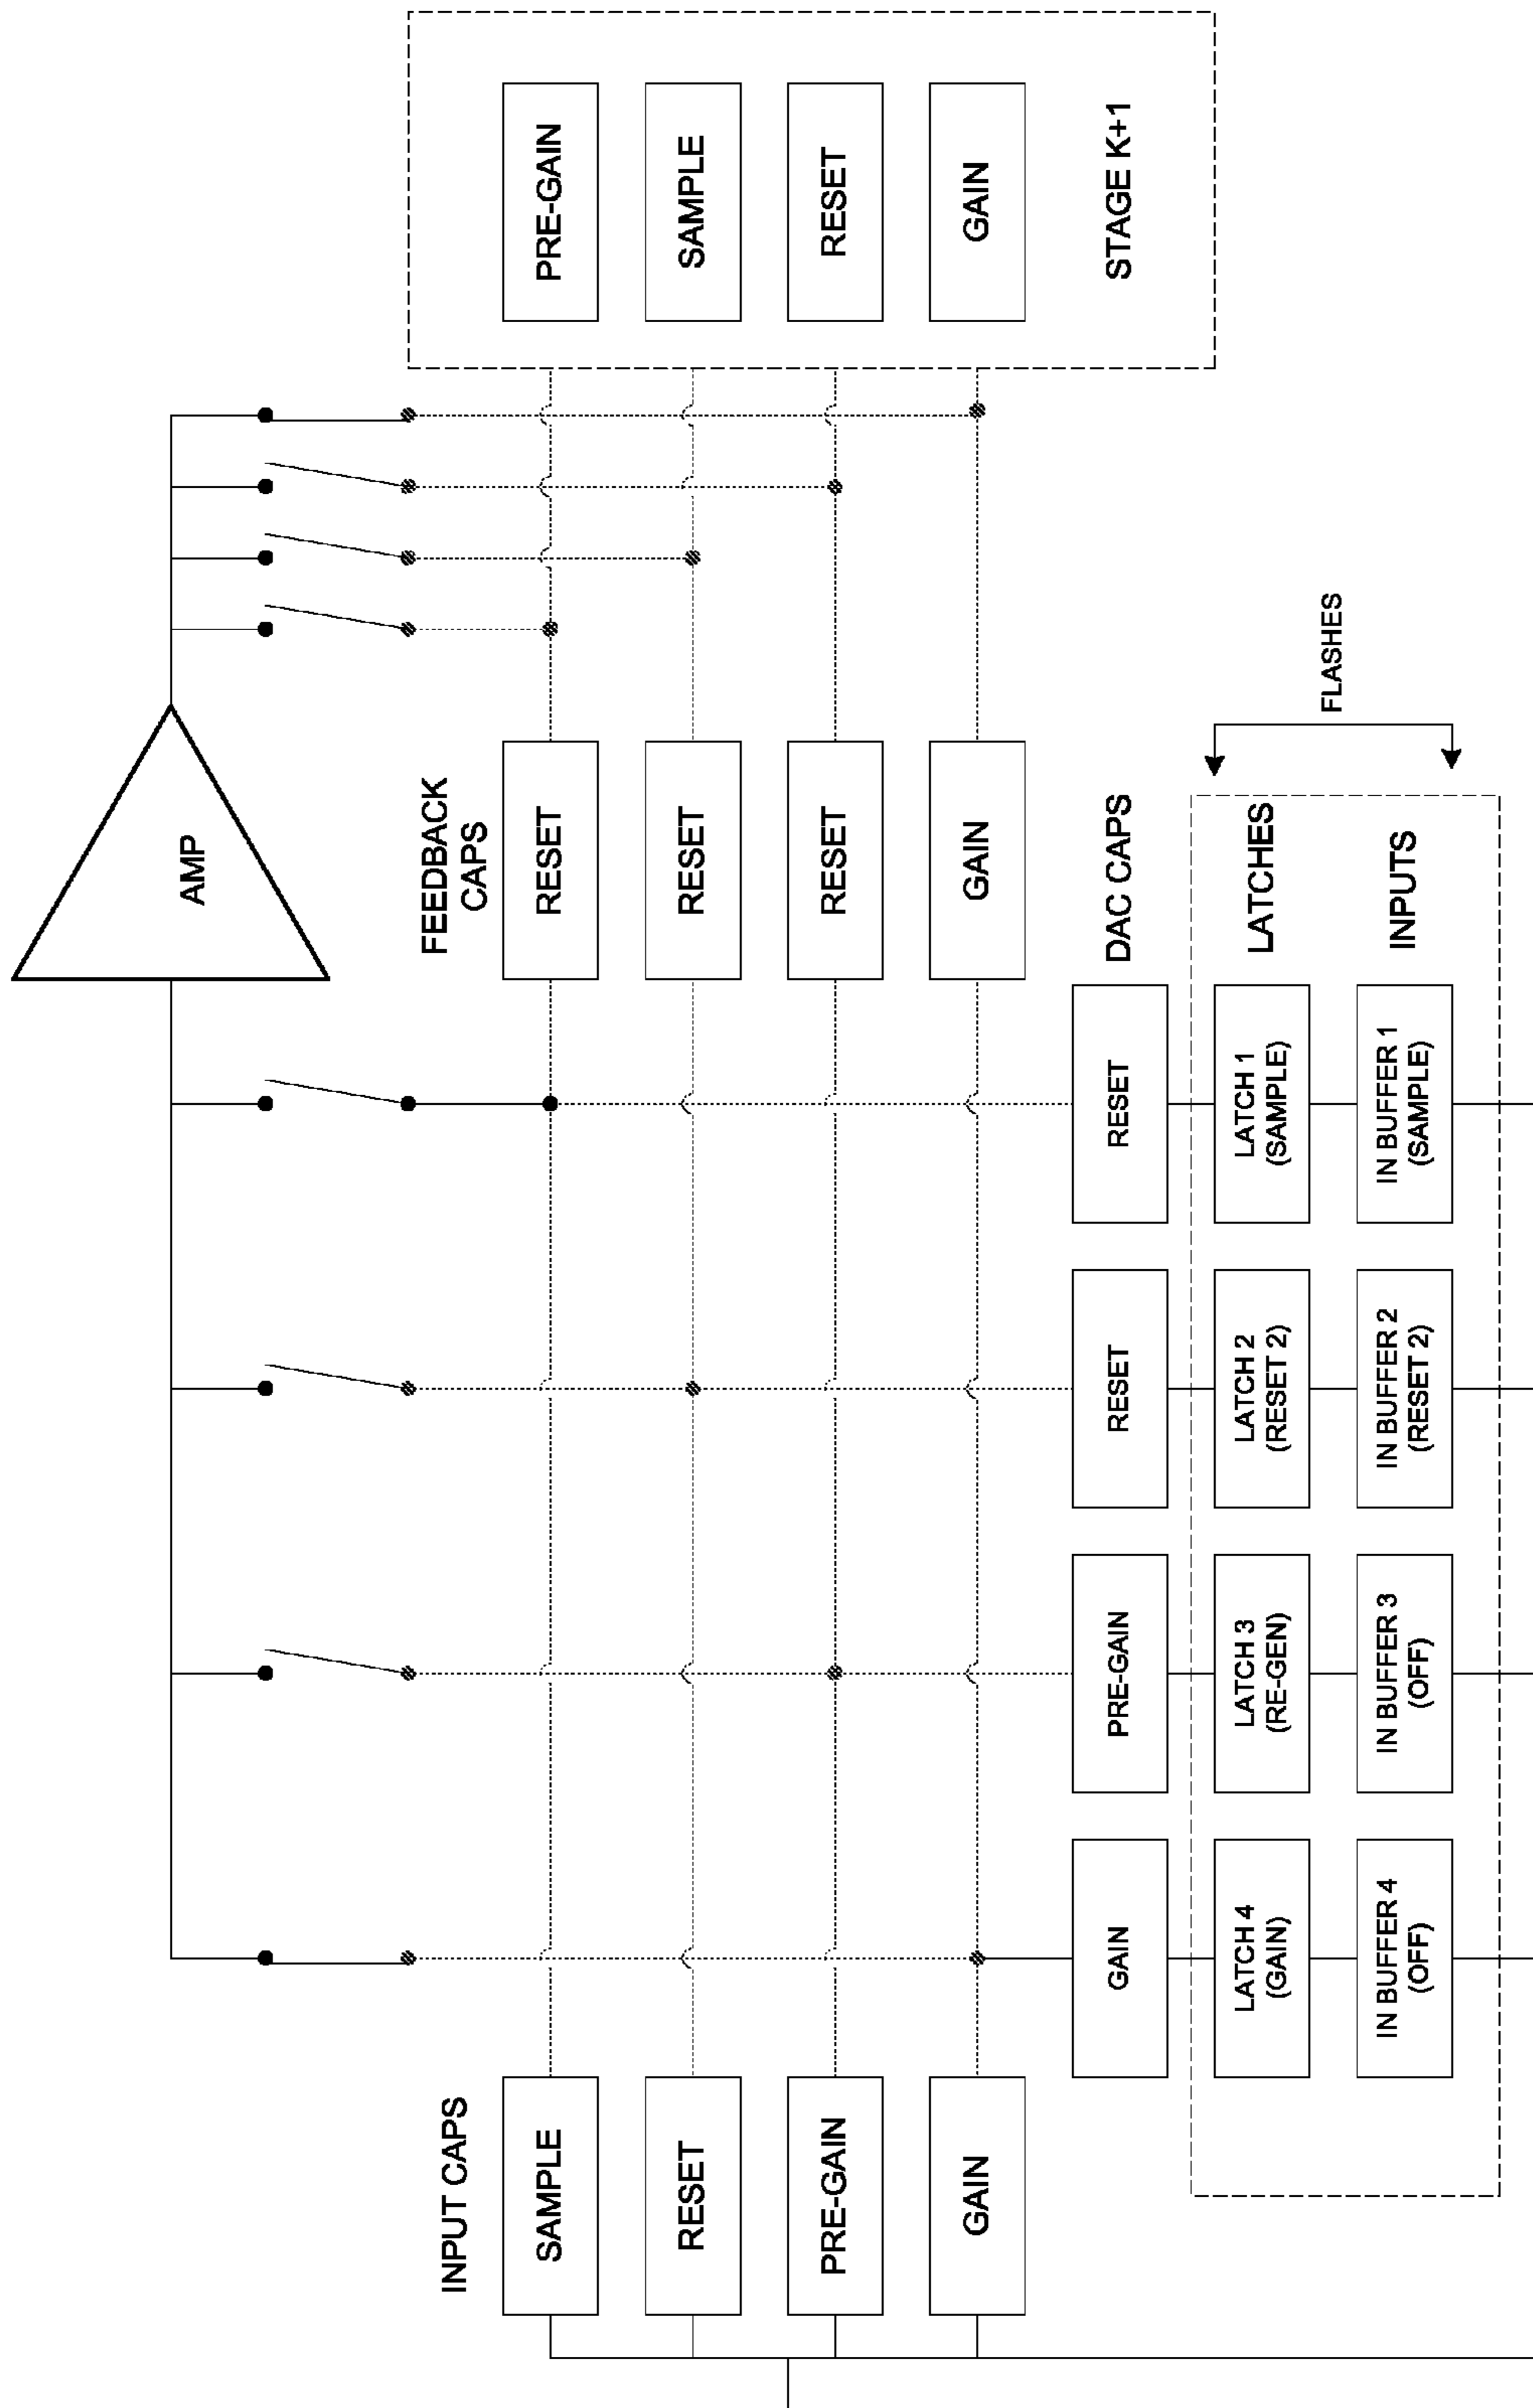 AMP
FEEDBACK
CAPS
INPUT CAPS
SAMPLE
RESET
PRE-GAIN
RESET
RESET
SAMPLE
PRE-GAIN
RESET
RESET
GAIN
GAIN
GAIN
STAGE K+1
DAC CAPS
GAIN
PRE-GAIN
RESET
RESET
LATCHES
LATCH 4
(GAIN)
LATCH 3
(RE-GEN)
LATCH 2
(RESET 2)
LATCH 1
(SAMPLE)
FLASHES
INPUTS
IN BUFFER 4
(OFF)
IN BUFFER 3
(OFF)
IN BUFFER 2
(RESET 2)
IN BUFFER 1
(SAMPLE)